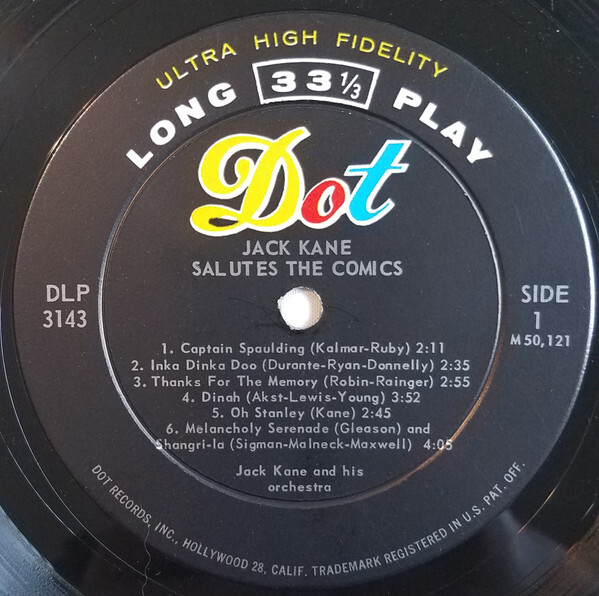 ULTRA HIGH FIDELITY
LONG 33 1/3 PLAY
Dot
JACK KANE
SALUTES THE COMICS
DLP
3143
SIDE
1
M 50,121
1. Captain Spaulding (Kalmar-Ruby) 2:11
2. Inka Dinka Doo (Durante-Ryan-Donnelly) 2:35
3. Thanks For The Memory (Robin-Rainger) 2:55
4. Dinah (Akst-Lewis-Young) 3:52
5. Oh Stanley (Kane) 2:45
6. Melancholy Serenade (Gleason) and
Shangri-la (Sigman-Malneck-Maxwell) 4:05
Jack Kane and his
orchestra
DOT RECORDS, INC., HOLLYWOOD 28, CALIF. TRADEMARK REGISTERED IN U.S. PAT. OFF.